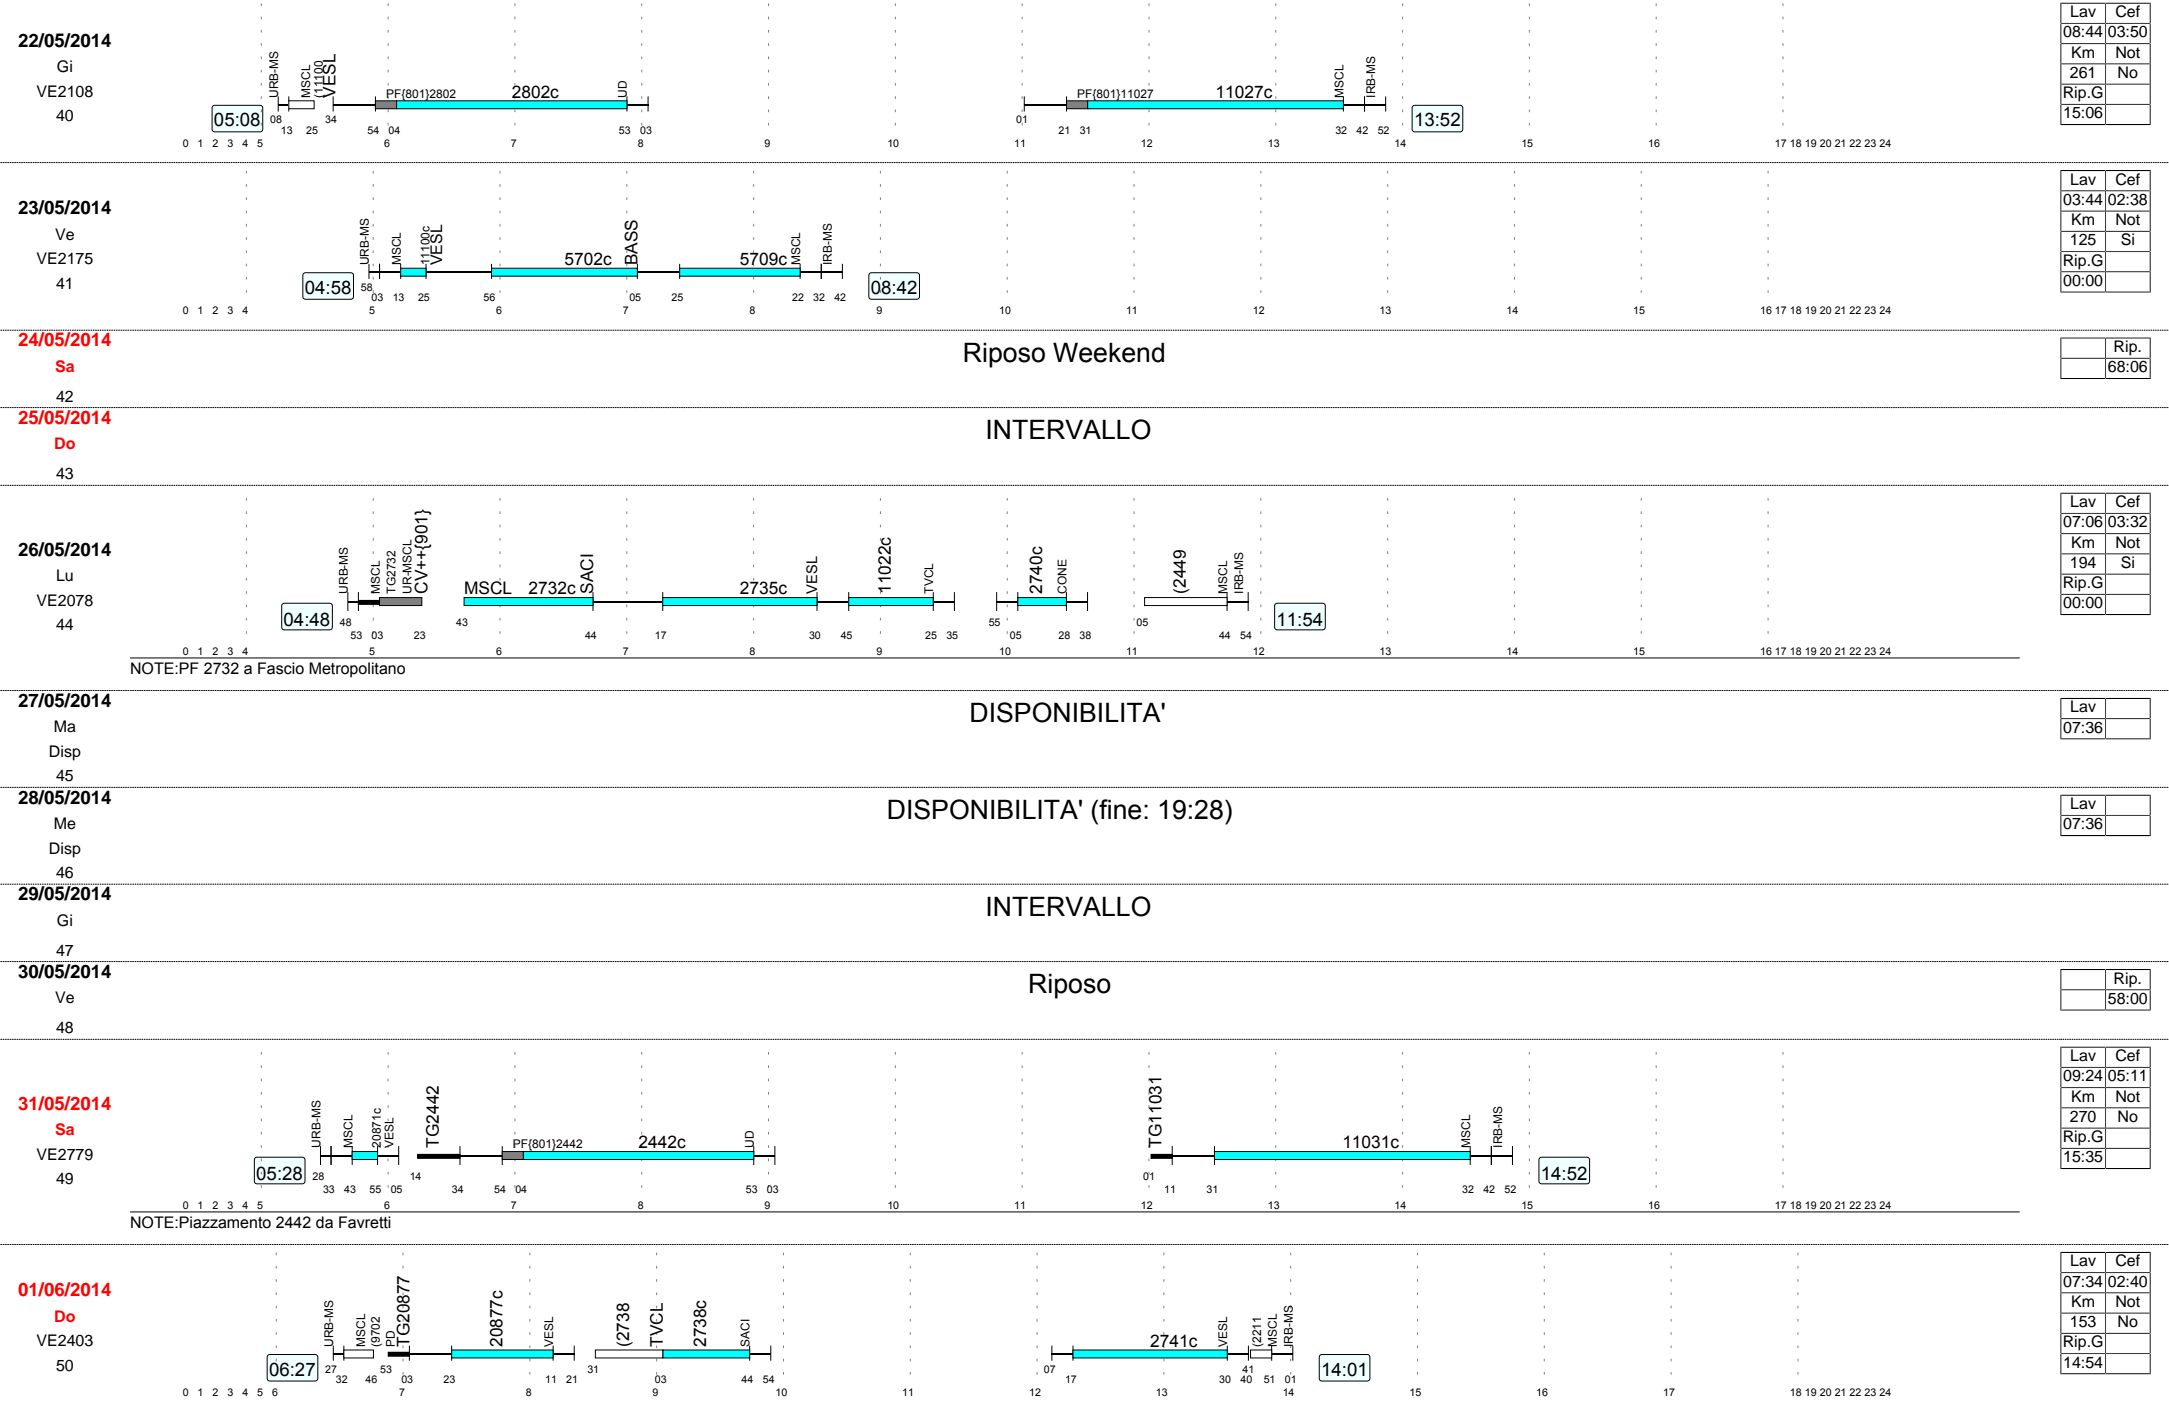 22/05/2014
Gi
VE2108
40
05:08
URB-MS
MSCL
(1100
VESL
PF{801}2802
2802c
UD
PF{801}11027
11027c
MSCL
IRB-MS
13:52
08 13 25 34 54 04 53 03 01 21 31 32 42 52
0 1 2 3 4 5 6 7 8 9 10 11 12 13 14 15 16 17 18 19 20 21 22 23 24
Lav Cef
08:44 03:50
Km Not
261 No
Rip.G
15:06
23/05/2014
Ve
VE2175
41
04:58
URB-MS
MSCL
11100c
VESL
5702c
BASS
5709c
MSCL
IRB-MS
08:42
58 03 13 25 56 05 25 22 32 42
0 1 2 3 4 5 6 7 8 9 10 11 12 13 14 15 16 17 18 19 20 21 22 23 24
Lav Cef
03:44 02:38
Km Not
125 Si
Rip.G
00:00
24/05/2014
Sa
42
Riposo Weekend
Rip.
68:06
25/05/2014
Do
43
INTERVALLO
26/05/2014
Lu
VE2078
44
04:48
URB-MS
MSCL
TG2732
UR-MSCL
CV++{901}
MSCL
2732c
SACI
2735c
VESL
11022c
TVCL
2740c
CONE
(2449
MSCL
IRB-MS
11:54
48 53 03 23 43 44 17 30 45 25 35 55 05 28 38 05 44 54
0 1 2 3 4 5 6 7 8 9 10 11 12 13 14 15 16 17 18 19 20 21 22 23 24
NOTE:PF 2732 a Fascio Metropolitano
Lav Cef
07:06 03:32
Km Not
194 Si
Rip.G
00:00
27/05/2014
Ma
Disp
45
DISPONIBILITA'
Lav
07:36
28/05/2014
Me
Disp
46
DISPONIBILITA' (fine: 19:28)
Lav
07:36
29/05/2014
Gi
47
INTERVALLO
30/05/2014
Ve
48
Riposo
Rip.
58:00
31/05/2014
Sa
VE2779
49
05:28
URB-MS
MSCL
20871c
VESL
TG2442
PF{801}2442
2442c
UD
TG11031
11031c
MSCL
IRB-MS
14:52
28 33 43 55 05 14 34 54 04 53 03 01 11 31 32 42 52
0 1 2 3 4 5 6 7 8 9 10 11 12 13 14 15 16 17 18 19 20 21 22 23 24
NOTE:Piazzamento 2442 da Favretti
Lav Cef
09:24 05:11
Km Not
270 No
Rip.G
15:35
01/06/2014
Do
VE2403
50
06:27
URB-MS
MSCL
(9702
PD
TG20877
20877c
VESL
(2738
TVCL
2738c
SACI
2741c
VESL
(2211
MSCL
IRB-MS
14:01
27 32 46 53 03 23 11 21 31 03 44 54 07 17 30 40 41 51 01
0 1 2 3 4 5 6 7 8 9 10 11 12 13 14 15 16 17 18 19 20 21 22 23 24
Lav Cef
07:34 02:40
Km Not
153 No
Rip.G
14:54